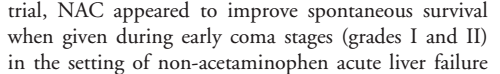 trial, NAC appeared to improve spontaneous survival
when given during early coma stages (grades I and II)
in the setting of non-acetaminophen acute liver failure